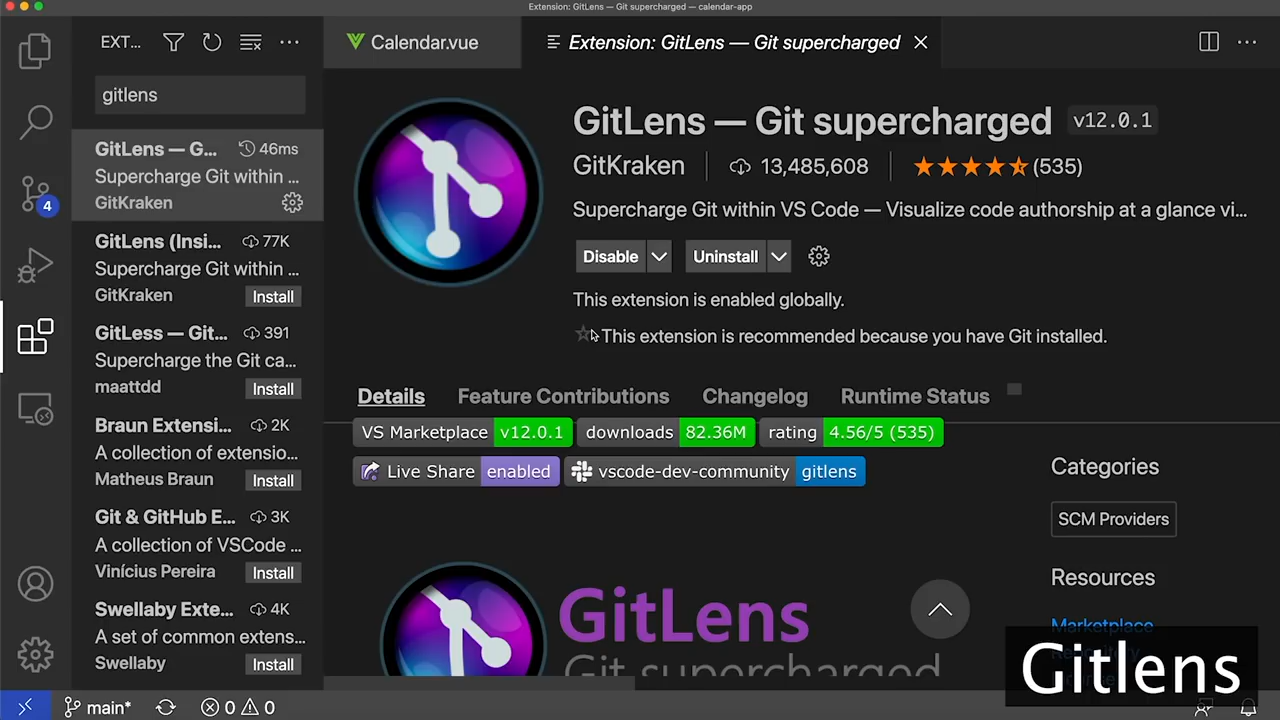 Extension: GitLens — Git supercharged — calendar-app
EXT...
Calendar.vue
Extension: GitLens — Git supercharged
gitlens
GitLens — G...
46ms
Supercharge Git within ...
GitKraken
GitLens (Insi...
77K
Supercharge Git within ...
GitKraken
Install
GitLess — Git...
391
Supercharge the Git ca...
maattdd
Install
Braun Extensi...
2K
A collection of extensio...
Matheus Braun
Install
Git & GitHub E...
3K
A collection of VSCode ...
Vinícius Pereira
Install
Swellaby Exte...
4K
A set of common extens...
Swellaby
Install
4
GitLens — Git supercharged
v12.0.1
GitKraken
13,485,608
(535)
Supercharge Git within VS Code — Visualize code authorship at a glance vi...
Disable
Uninstall
This extension is enabled globally.
This extension is recommended because you have Git installed.
Details
Feature Contributions
Changelog
Runtime Status
VS Marketplace v12.0.1
downloads 82.36M
rating 4.56/5 (535)
Live Share enabled
vscode-dev-community gitlens
GitLens
Git supercharged
Categories
SCM Providers
Resources
Marketplace
Gitlens
main*
0
0